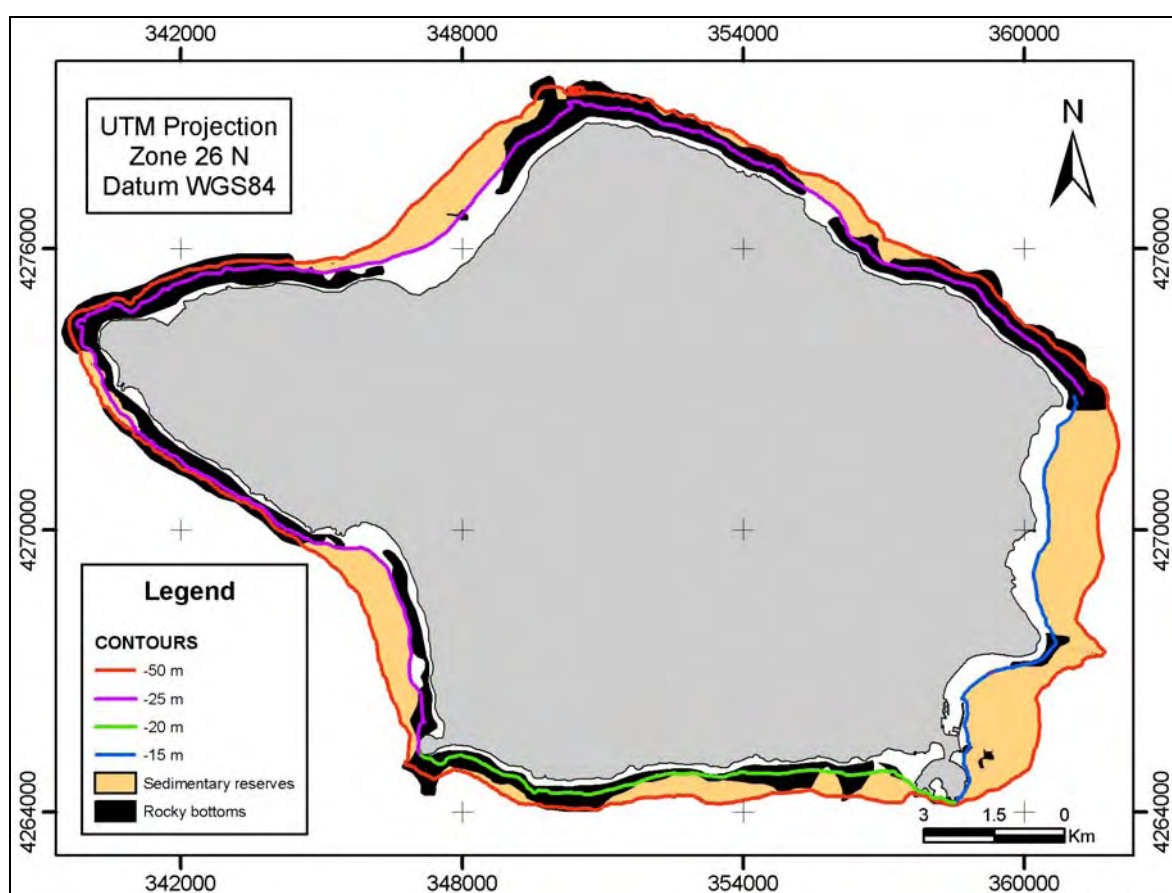 342000 348000 354000 360000
UTM Projection
Zone 26 N
Datum WGS84
N
4276000 4276000
4270000 4270000
Legend
CONTOURS
-50 m
-25 m
-20 m
-15 m
Sedimentary reserves
Rocky bottoms
4264000 4264000
3 1.5 0
Km
342000 348000 354000 360000